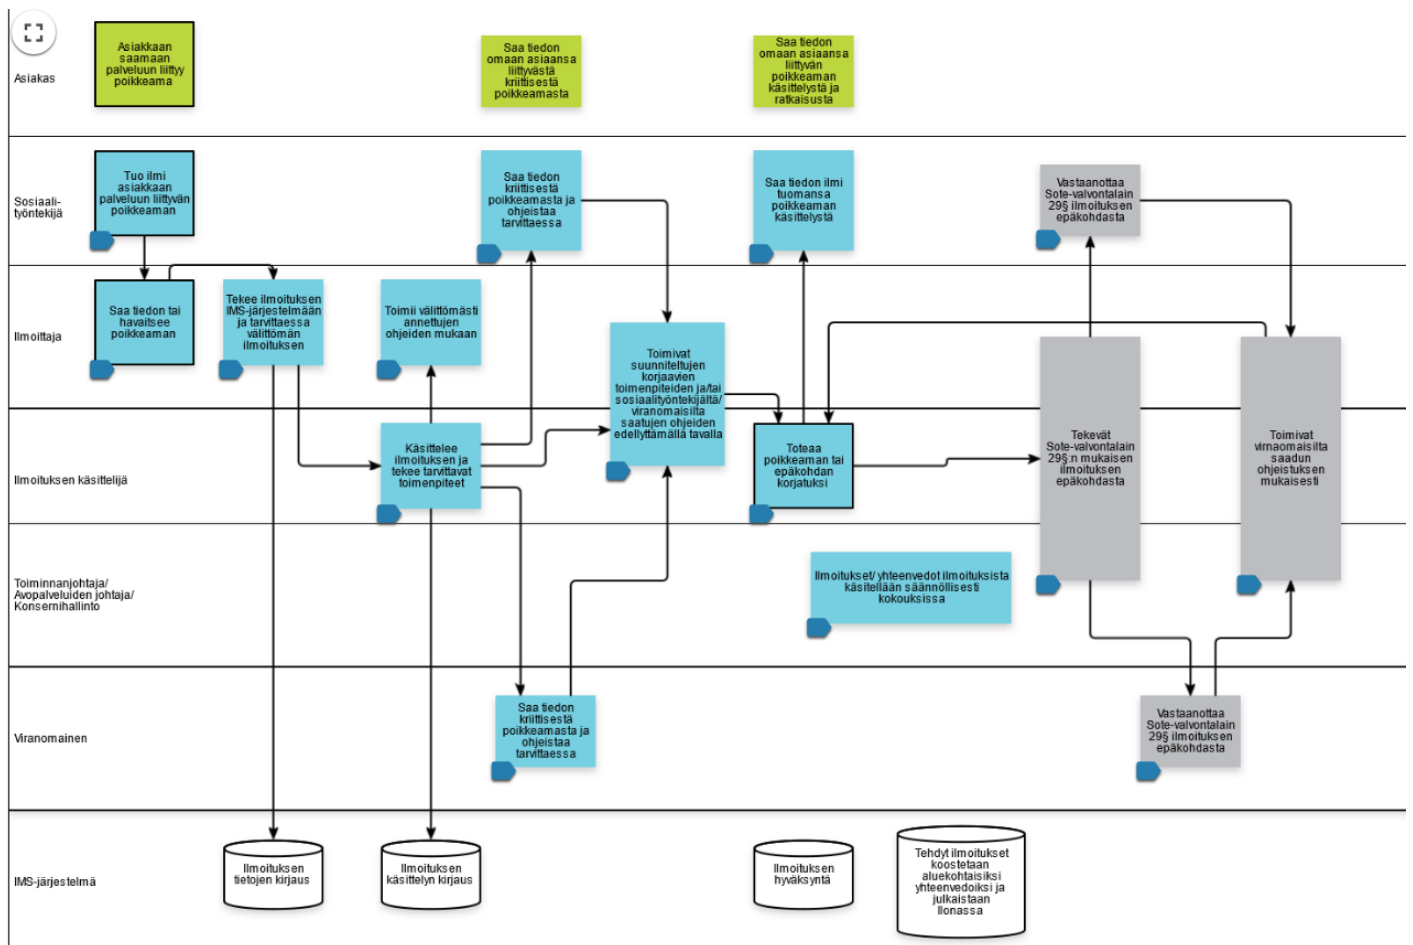 Asiakas
Asiakkaan
saamaan
palveluun liittyy
poikkeama
Saa tiedon
omaan asiaansa
liittyvästä
kriittisestä
poikkeamasta
Saa tiedon
omaan asiaansa
liittyvän
poikkeaman
käsittelystä ja
ratkaisusta
Sosiaali-
työntekijä
Tuo ilmi
asiakkaan
palveluun liittyvän
poikkeaman
Saa tiedon
kriittisestä
poikkeamasta ja
ohjeistaa
tarvittaessa
Saa tiedon ilmi
tuomansa
poikkeaman
käsittelystä
Vastaanottaa
Sote-valvontalain
29§ ilmoituksen
epäkohdasta
Ilmoittaja
Saa tiedon tai
havaitsee
poikkeaman
Tekee ilmoituksen
IMS-järjestelmään
ja tarvittaessa
välittömän
ilmoituksen
Toimii välittömästi
annettujen
ohjeiden mukaan
Toimivat
suunniteltujen
korjaavien
toimenpiteiden ja/tai
sosiaalityöntekijältä/
viranomaisilta
saatujen ohjeiden
edellyttämällä tavalla
Ilmoituksen käsittelijä
Käsittelee
ilmoituksen ja
tekee tarvittavat
toimenpiteet
Toteaa
poikkeaman tai
epäkohdan
korjatuksi
Tekevät
Sote-valvontalain
29§:n mukaisen
ilmoituksen
epäkohdasta
Toimivat
virnaomaisilta
saadun
ohjeistuksen
mukaisesti
Toiminnanjohtaja/
Avopalveluiden johtaja/
Konsernihallinto
Ilmoitukset/ yhteenvedot ilmoituksista
käsitellään säännöllisesti
kokouksissa
Viranomainen
Saa tiedon
kriittisestä
poikkeamasta ja
ohjeistaa
tarvittaessa
Vastaanottaa
Sote-valvontalain
29§ ilmoituksen
epäkohdasta
IMS-järjestelmä
Ilmoituksen
tietojen kirjaus
Ilmoituksen
käsittelyn kirjaus
Ilmoituksen
hyväksyntä
Tehdyt ilmoitukset
koostetaan
aluekohtaisiksi
yhteenvedoiksi ja
julkaistaan
Ilonassa